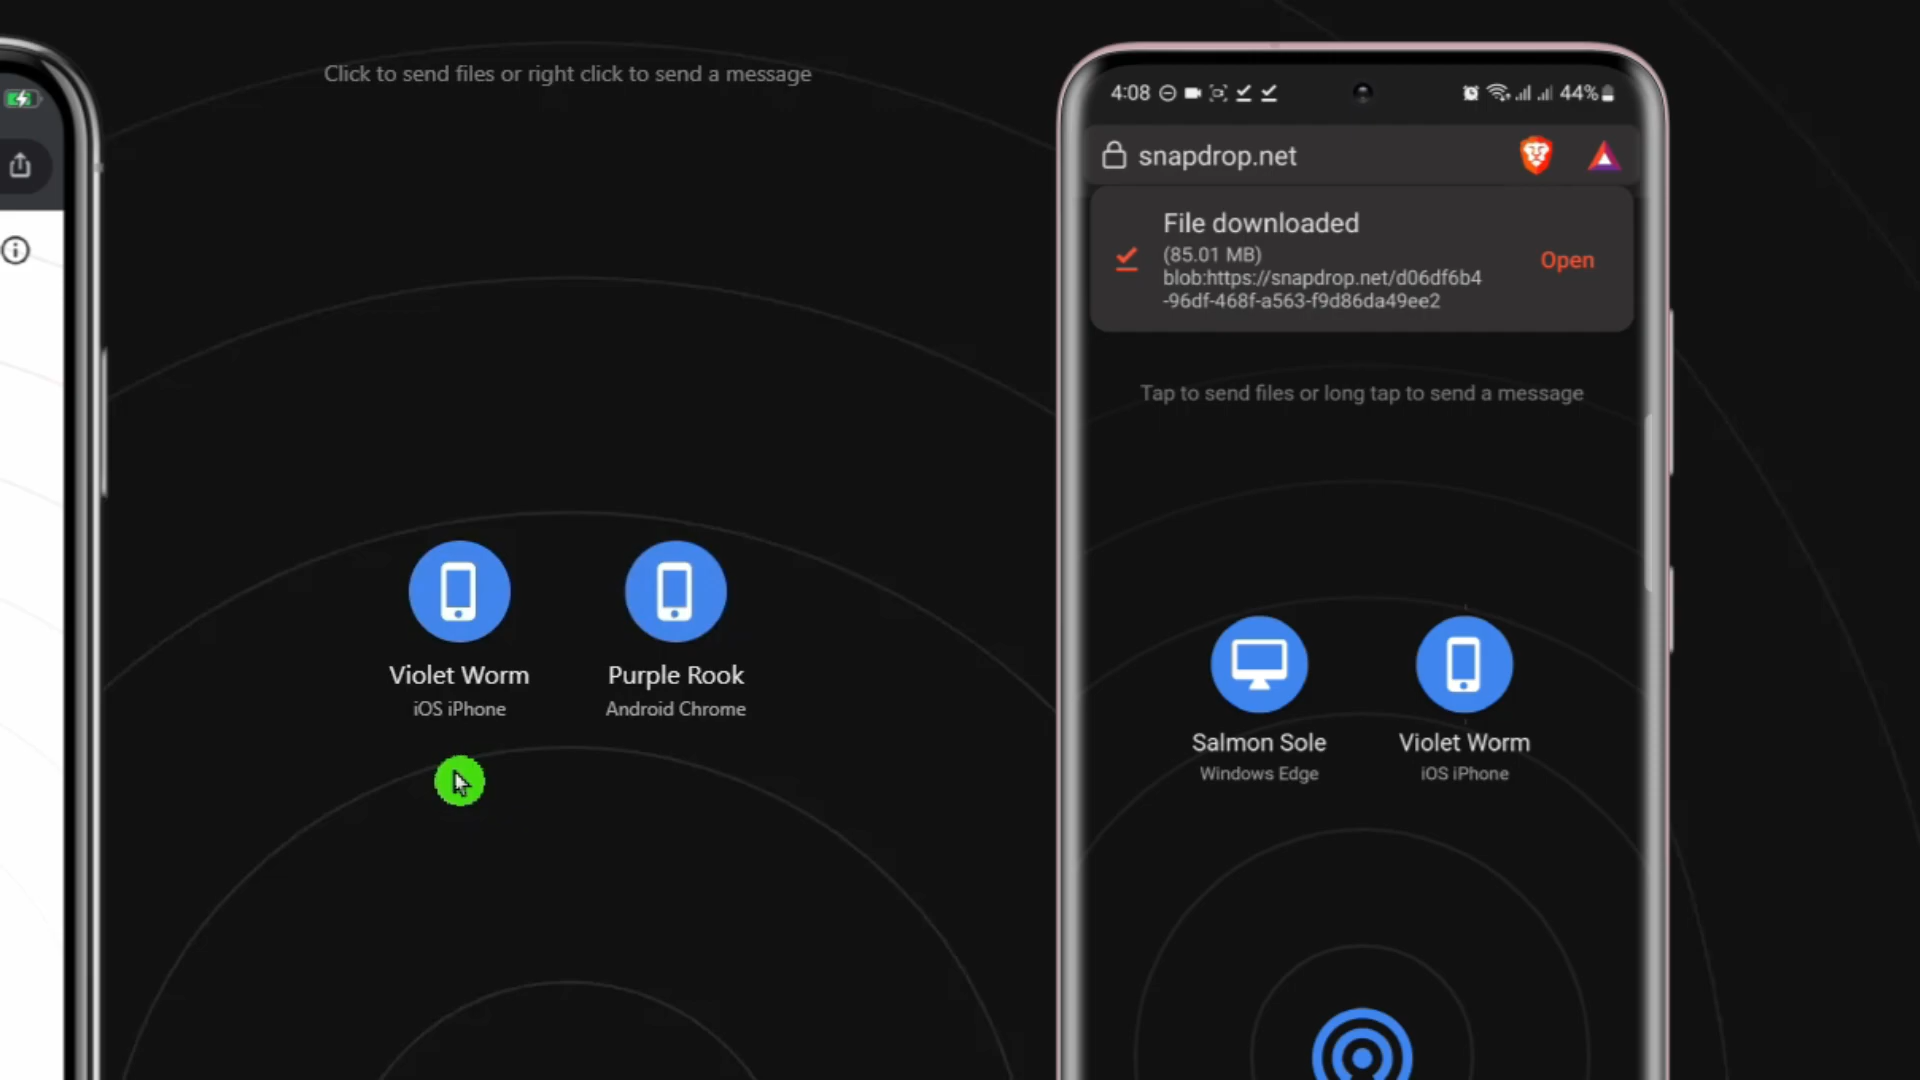 Click to send files or right click to send a message
Violet Worm
iOS iPhone
Purple Rook
Android Chrome
4:08
44%
snapdrop.net
File downloaded
(85.01 MB)
blob:https://snapdrop.net/d06df6b4
-96df-468f-a563-f9d86da49ee2
Open
Tap to send files or long tap to send a message
Salmon Sole
Windows Edge
Violet Worm
iOS iPhone